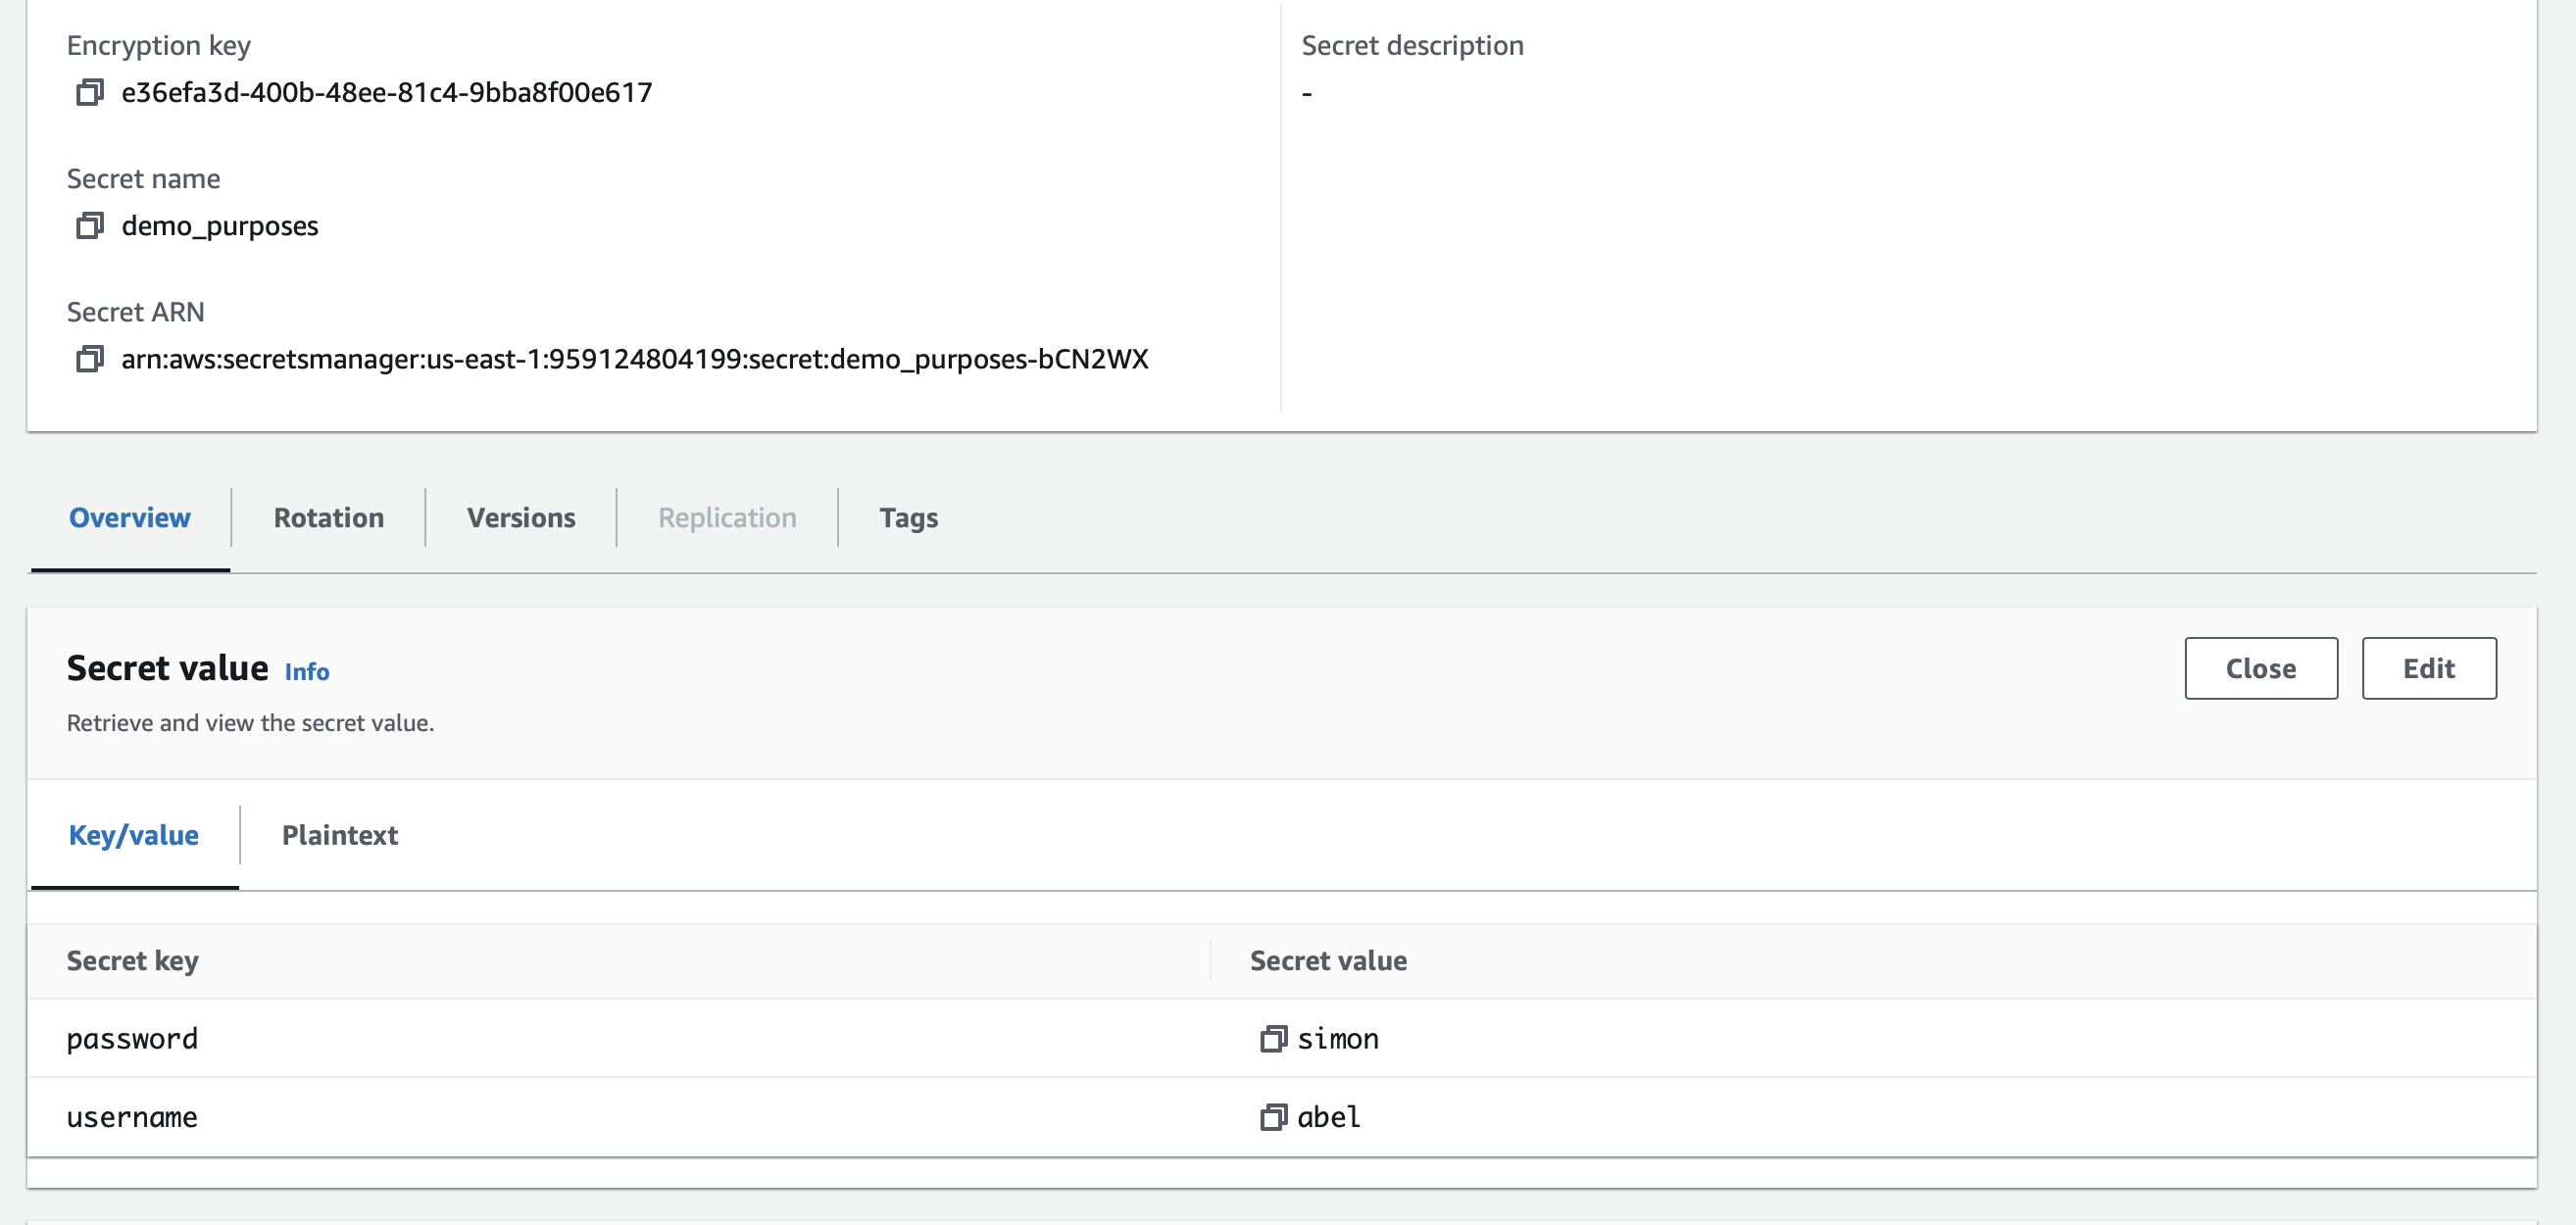 Encryption key
e36efa3d-400b-48ee-81c4-9bba8f00e617
Secret name
demo_purposes
Secret ARN
arn:aws:secretsmanager:us-east-1:959124804199:secret:demo_purposes-bCN2WX
Secret description
-
Overview Rotation Versions Replication Tags
Secret value Info
Retrieve and view the secret value.
Close Edit
Key/value Plaintext
Secret key Secret value
password simon
username abel